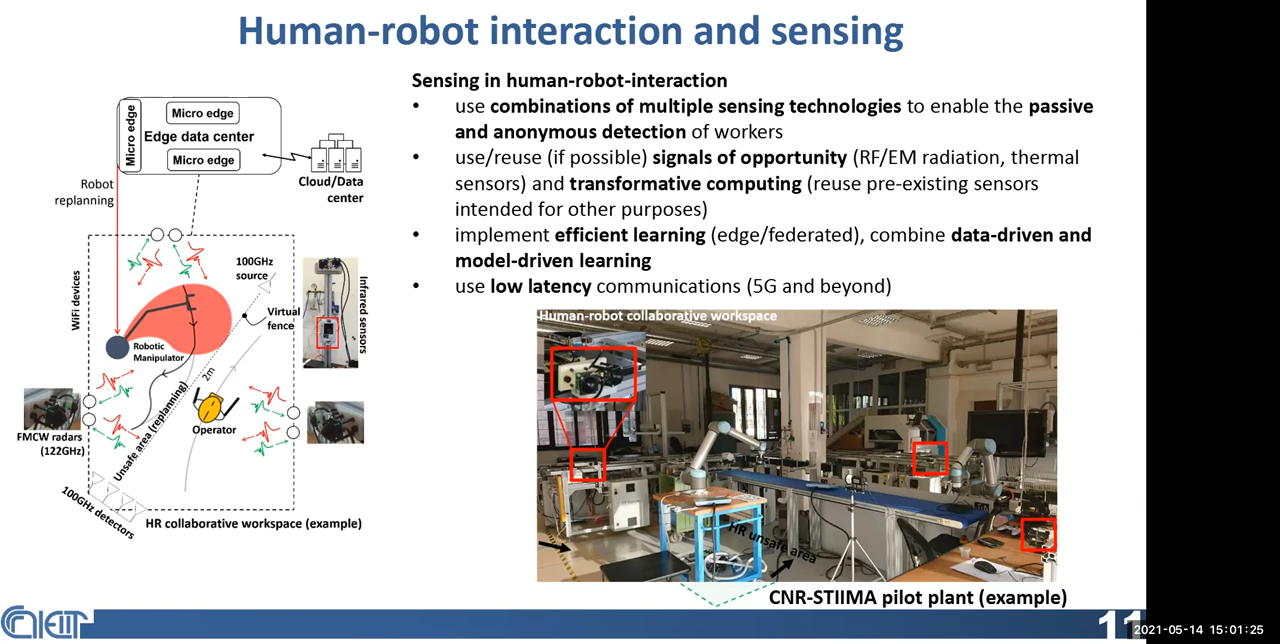 Human-robot interaction and sensing
Sensing in human-robot-interaction
• use combinations of multiple sensing technologies to enable the passive
and anonymous detection of workers
• use/reuse (if possible) signals of opportunity (RF/EM radiation, thermal
sensors) and transformative computing (reuse pre-existing sensors
intended for other purposes)
• implement efficient learning (edge/federated), combine data-driven and
model-driven learning
• use low latency communications (5G and beyond)
Micro edge
Micro edge
Edge data center
Micro edge
Cloud/Data
center
Robot
replanning
WiFi devices
100GHz
source
Virtual
fence
Infrared sensors
Robotic
Manipulator
2m
Unsafe area (replanning)
Operator
FMCW radars
(122GHz)
100GHz detectors
HR collaborative workspace (example)
Human-robot collaborative workspace
HR unsafe area
CNR-STIIMA pilot plant (example)
11
2021-05-14 15:01:25